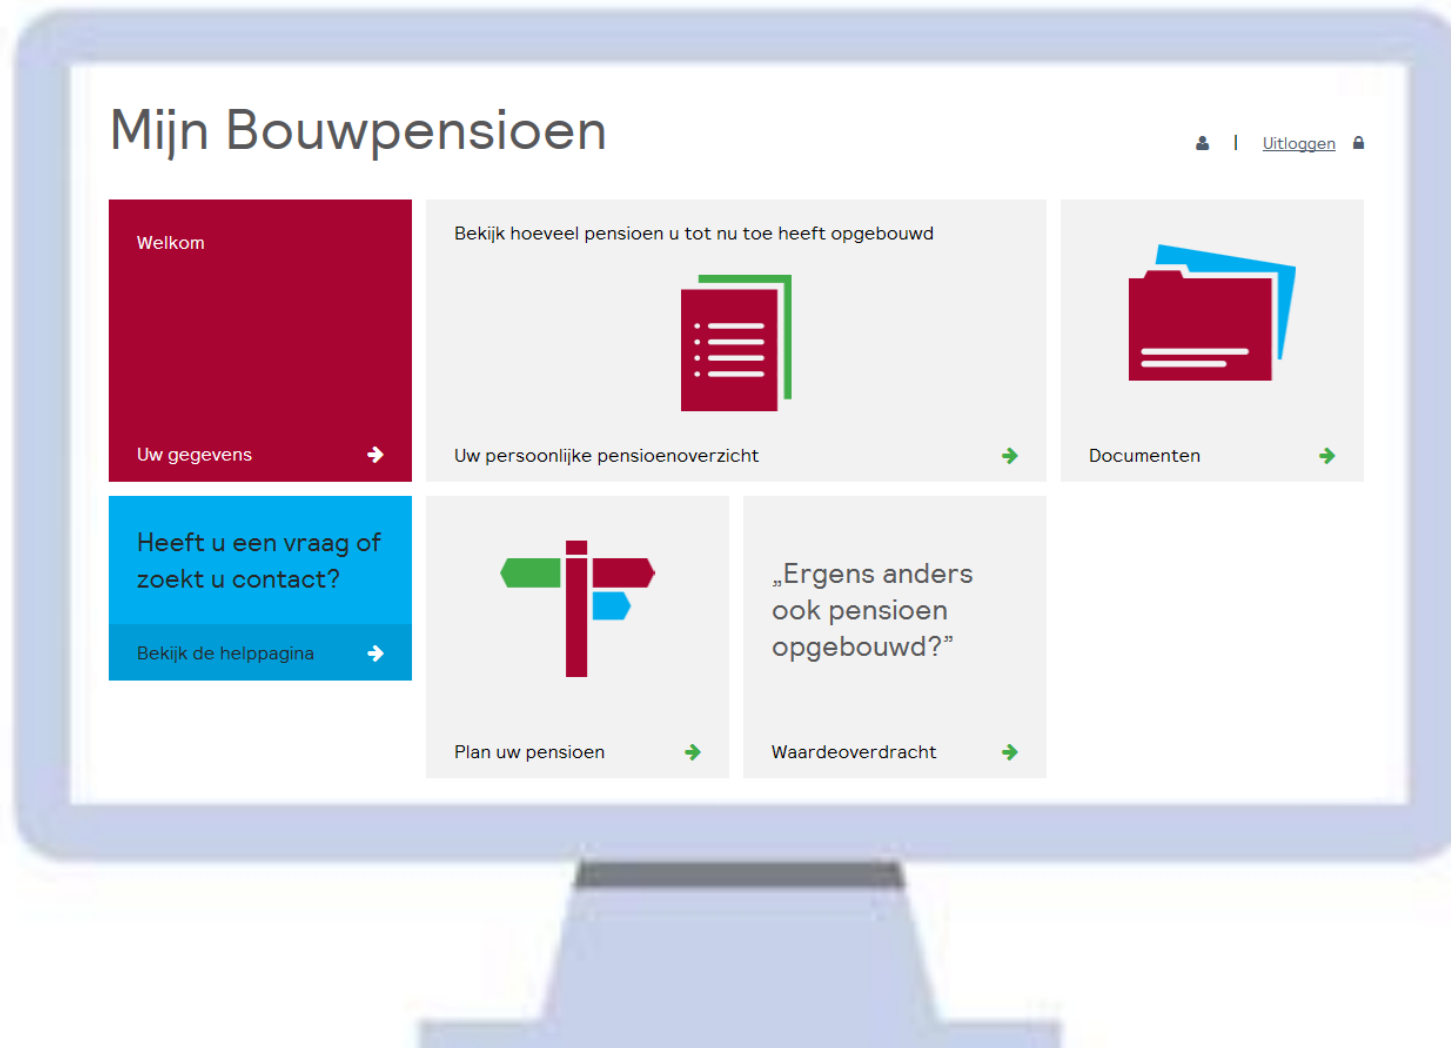 Mijn Bouwpensioen
Uitloggen
Welkom
Uw gegevens
Bekijk hoeveel pensioen u tot nu toe heeft opgebouwd
Uw persoonlijke pensioenoverzicht
Documenten
Heeft u een vraag of
zoekt u contact?
Bekijk de helppagina
Plan uw pensioen
„Ergens anders
ook pensioen
opgebouwd?”
Waardeoverdracht